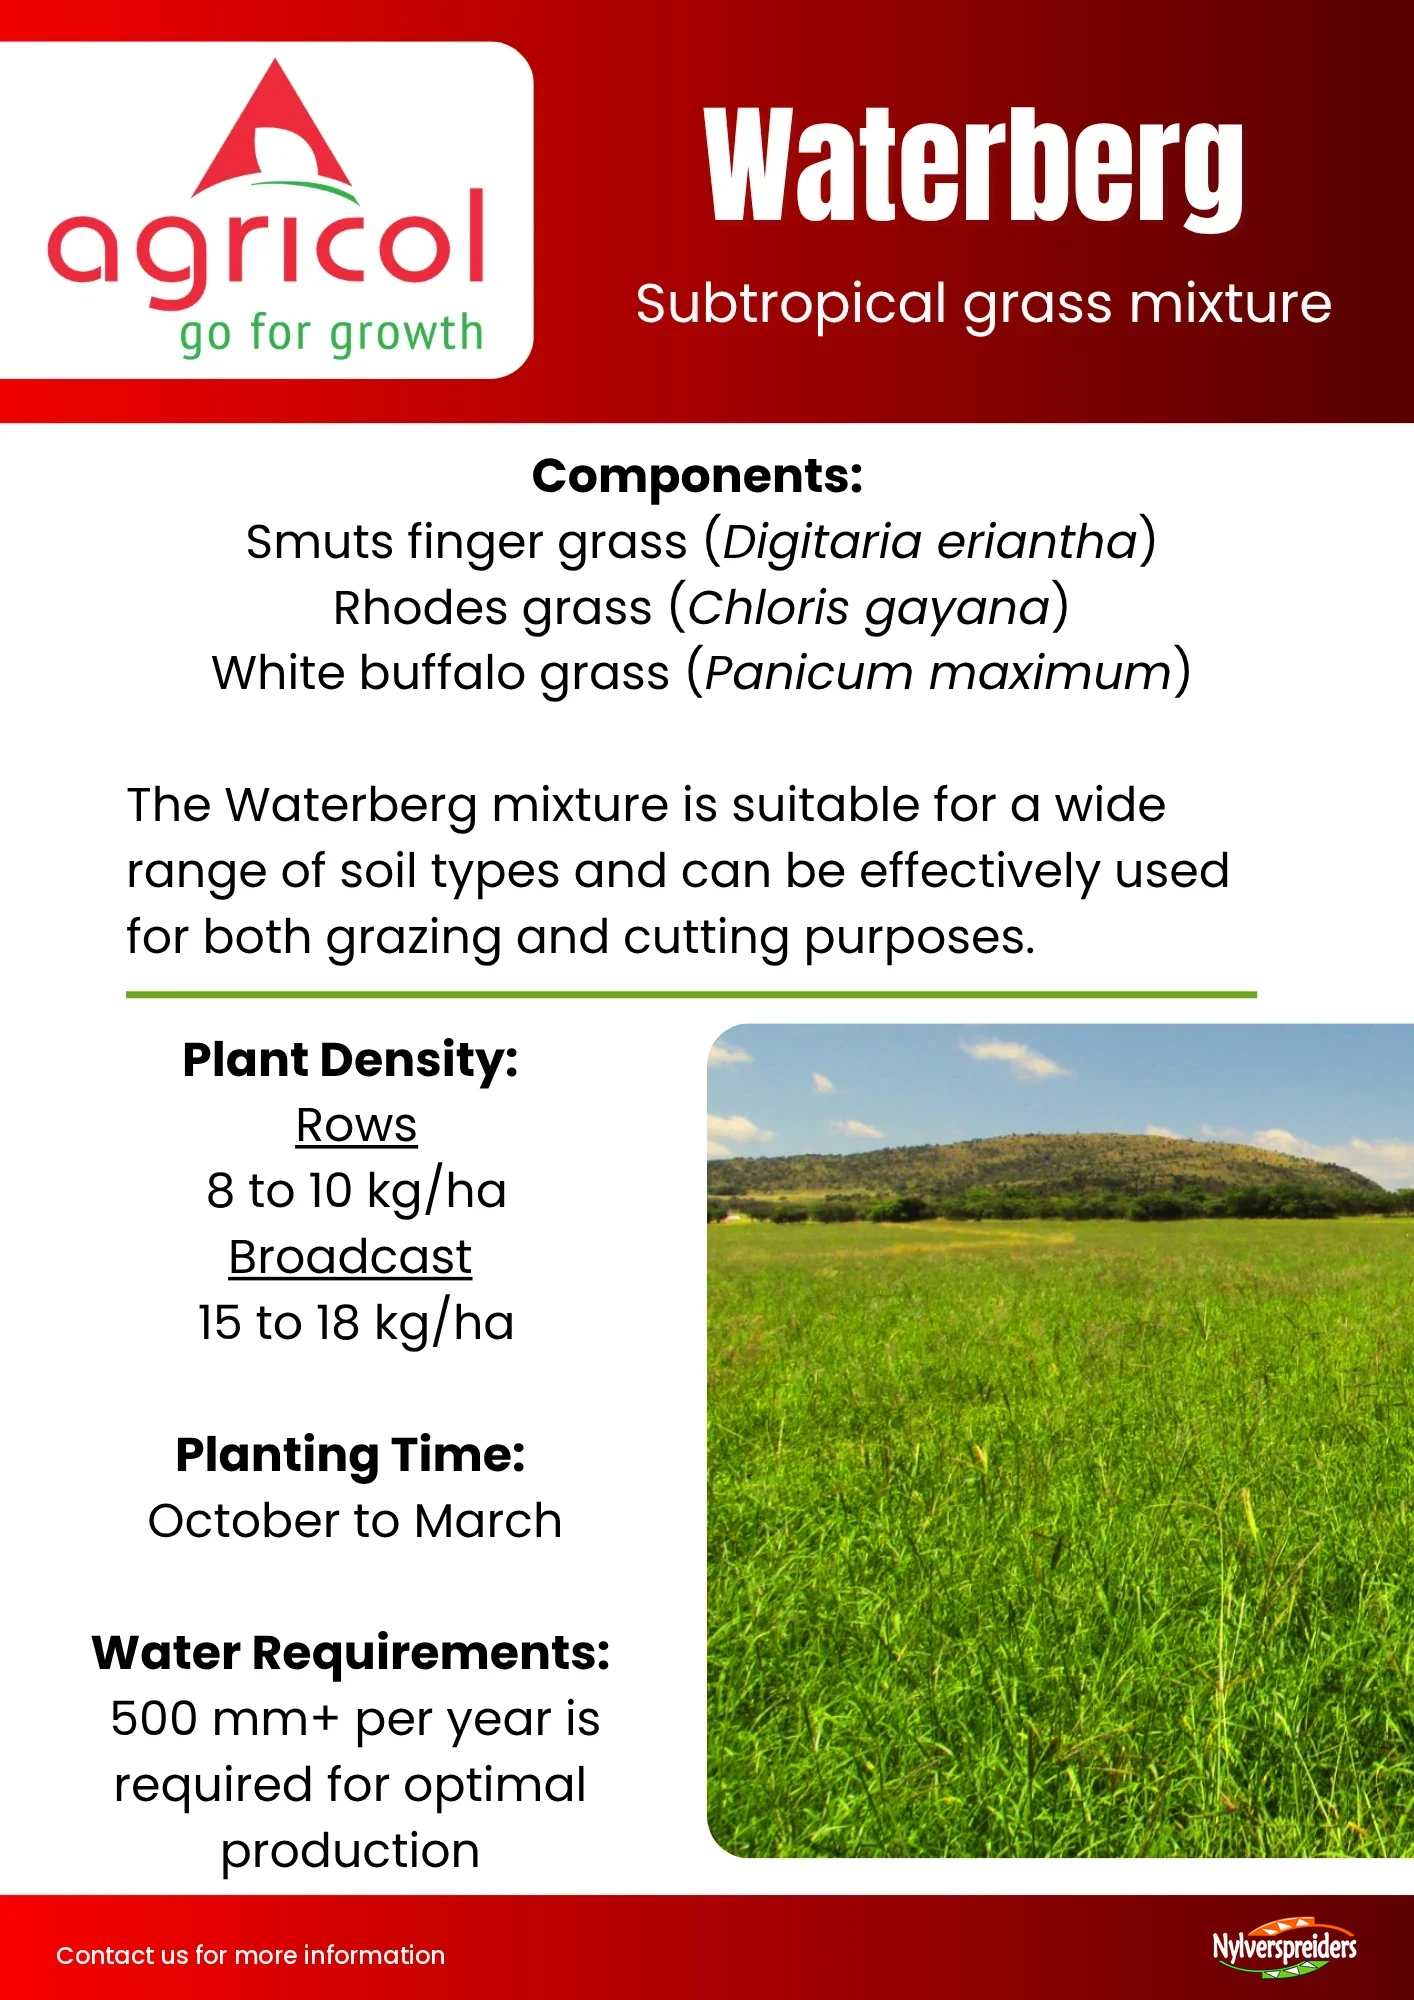 agricol
go for growth
Waterberg
Subtropical grass mixture
Components:
Smuts finger grass (Digitaria eriantha)
Rhodes grass (Chloris gayana)
White buffalo grass (Panicum maximum)
The Waterberg mixture is suitable for a wide
range of soil types and can be effectively used
for both grazing and cutting purposes.
Plant Density:
Rows
8 to 10 kg/ha
Broadcast
15 to 18 kg/ha
Planting Time:
October to March
Water Requirements:
500 mm+ per year is
required for optimal
production
Contact us for more information
Nylverspreiders